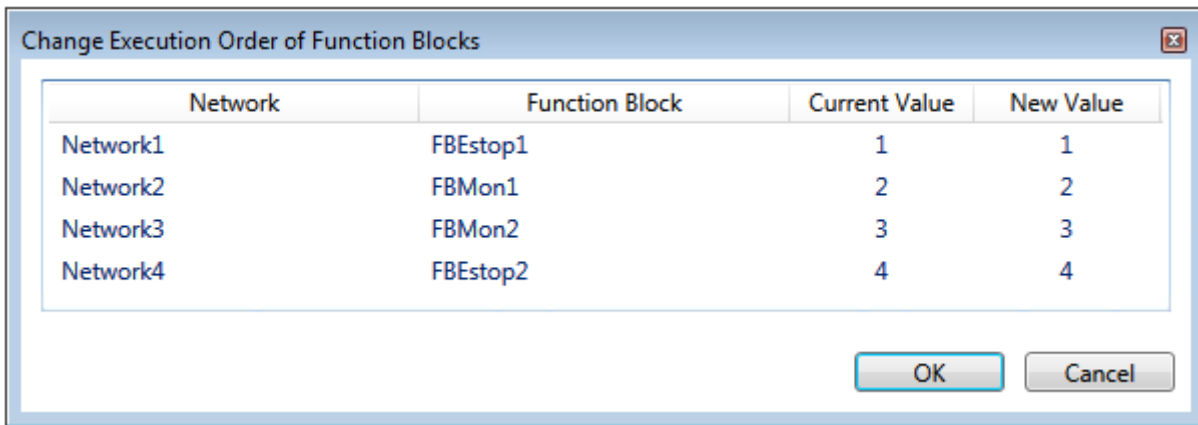 Change Execution Order of Function Blocks
Network Function Block Current Value New Value
Network1 FBEstop1 1 1
Network2 FBMon1 2 2
Network3 FBMon2 3 3
Network4 FBEstop2 4 4
OK Cancel